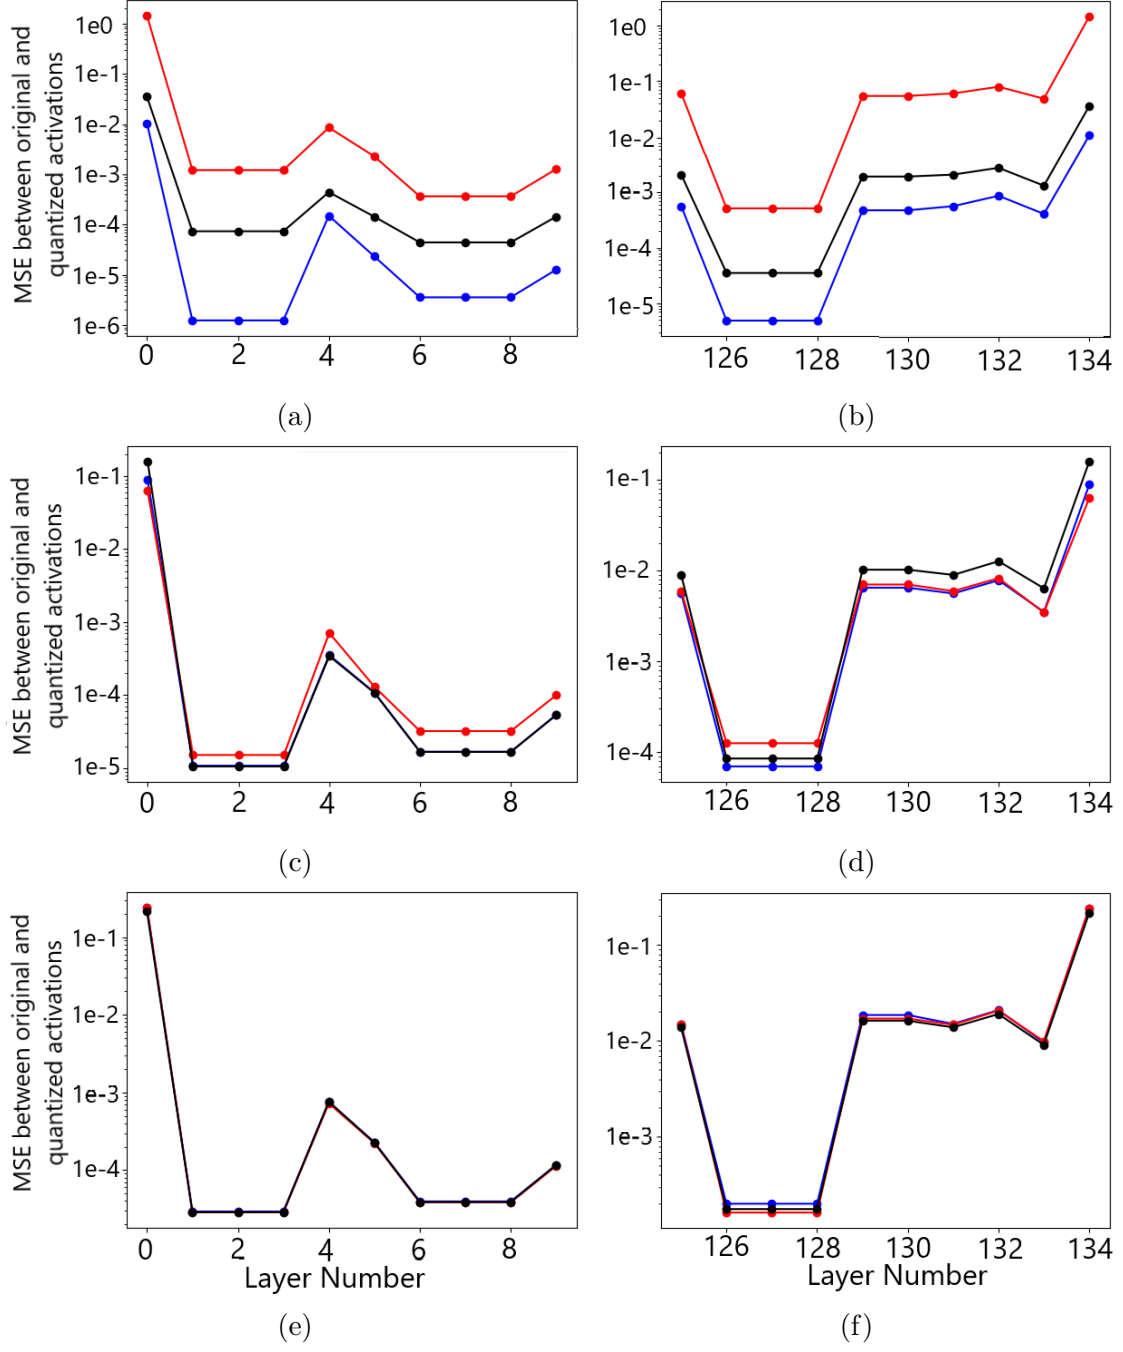 MSE between original and
quantized activations
1e0
1e-1
1e-2
1e-3
1e-4
1e-5
1e-6
0 2 4 6 8
(a)
1e0
1e-1
1e-2
1e-3
1e-4
1e-5
126 128 130 132 134
(b)
MSE between original and
quantized activations
1e-1
1e-2
1e-3
1e-4
1e-5
0 2 4 6 8
(c)
1e-1
1e-2
1e-3
1e-4
126 128 130 132 134
(d)
MSE between original and
quantized activations
1e-1
1e-2
1e-3
1e-4
0 2 4 6 8
Layer Number
(e)
1e-1
1e-2
1e-3
126 128 130 132 134
Layer Number
(f)